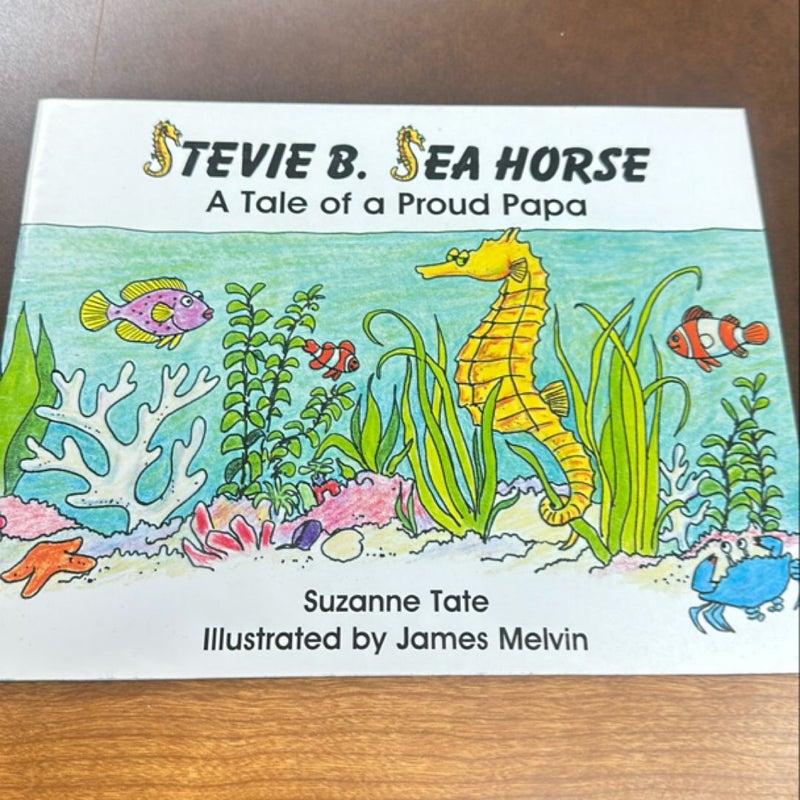 STEVIE B. SEA HORSE
A Tale of a Proud Papa
Suzanne Tate
Illustrated by James Melvin